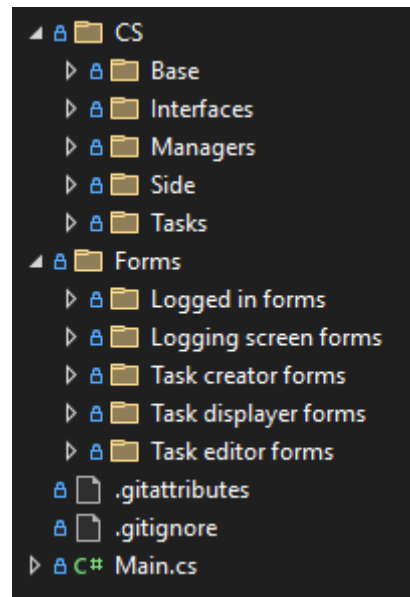 CS
Base
Interfaces
Managers
Side
Tasks
Forms
Logged in forms
Logging screen forms
Task creator forms
Task displayer forms
Task editor forms
.gitattributes
.gitignore
C# Main.cs